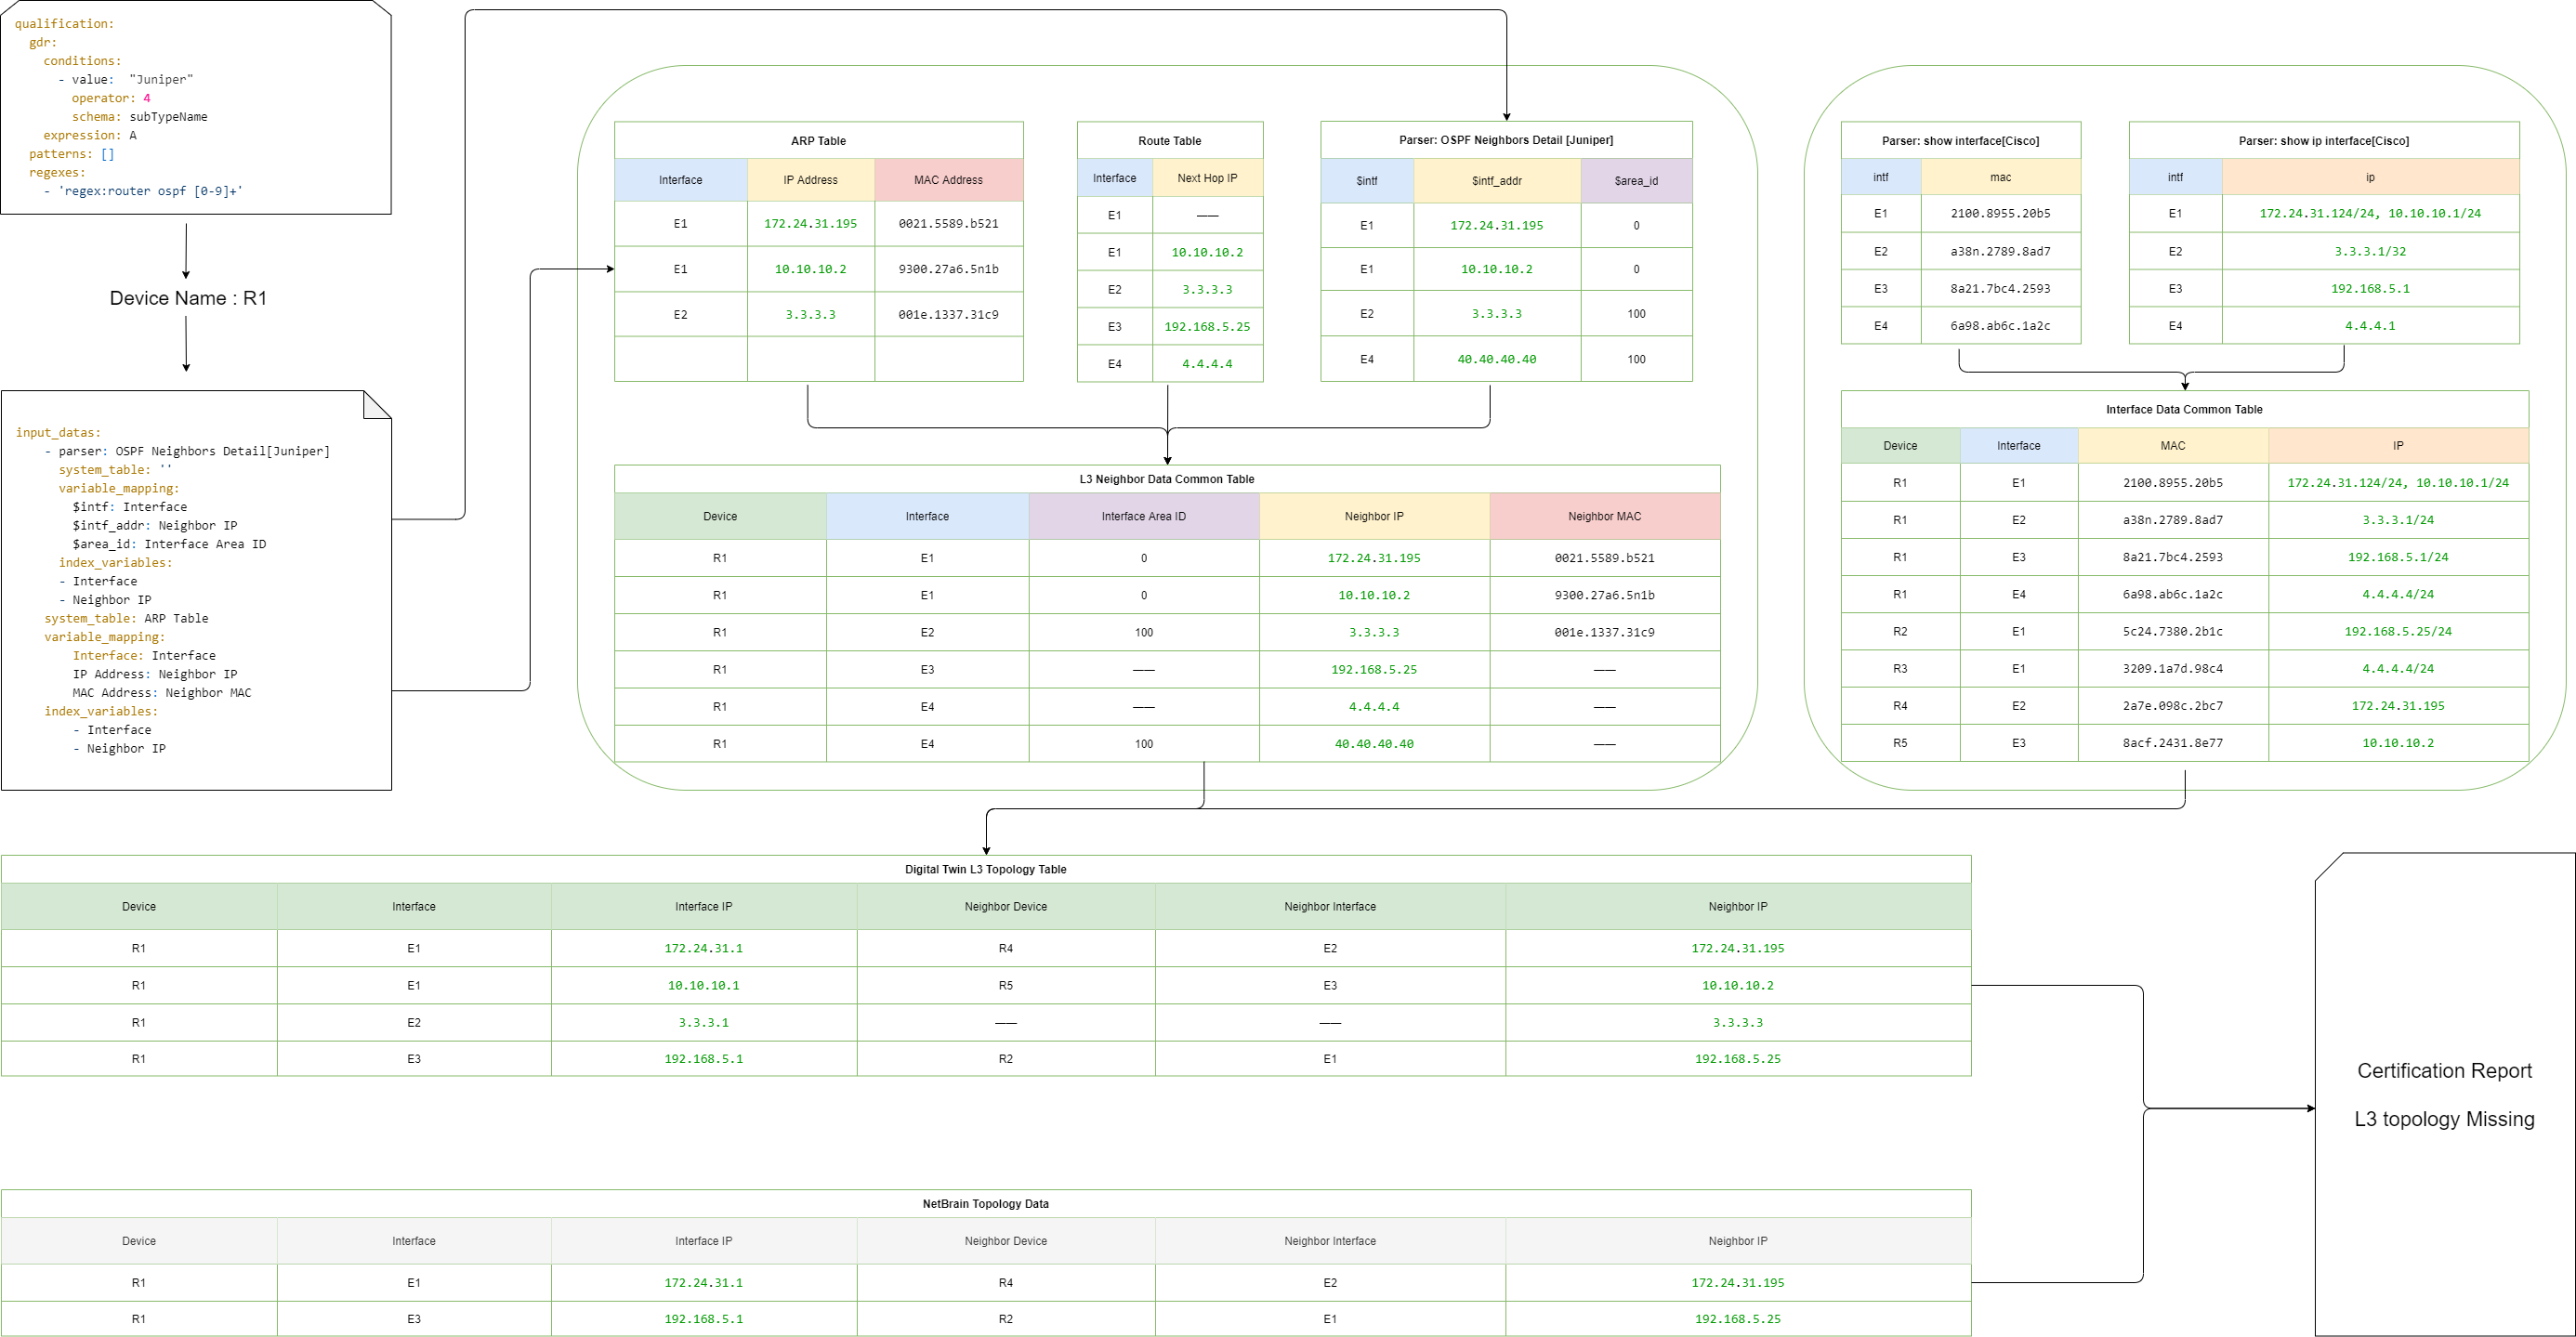 qualification:
gdr:
conditions:
- value: "Juniper"
operator: 4
schema: subTypeName
expression: A
patterns: []
regexes:
- 'regex:router ospf [0-9]+'
Device Name : R1
input_datas:
- parser: OSPF Neighbors Detail[Juniper]
system_table: ''
variable_mapping:
$intf: Interface
$intf_addr: Neighbor IP
$area_id: Interface Area ID
index_variables:
- Interface
- Neighbor IP
system_table: ARP Table
variable_mapping:
Interface: Interface
IP Address: Neighbor IP
MAC Address: Neighbor MAC
index_variables:
- Interface
- Neighbor IP
ARP Table
Interface IP Address MAC Address
E1 172.24.31.195 0021.5589.b521
E1 10.10.10.2 9300.27a6.5n1b
E2 3.3.3.3 001e.1337.31c9
Route Table
Interface Next Hop IP
E1 ——
E1 10.10.10.2
E2 3.3.3.3
E3 192.168.5.25
E4 4.4.4.4
Parser: OSPF Neighbors Detail [Juniper]
$intf $intf_addr $area_id
E1 172.24.31.195 0
E1 10.10.10.2 0
E2 3.3.3.3 100
E4 40.40.40.40 100
L3 Neighbor Data Common Table
Device Interface Interface Area ID Neighbor IP Neighbor MAC
R1 E1 0 172.24.31.195 0021.5589.b521
R1 E1 0 10.10.10.2 9300.27a6.5n1b
R1 E2 100 3.3.3.3 001e.1337.31c9
R1 E3 —— 192.168.5.25 ——
R1 E4 —— 4.4.4.4 ——
R1 E4 100 40.40.40.40 ——
Parser: show interface[Cisco]
intf mac
E1 2100.8955.20b5
E2 a38n.2789.8ad7
E3 8a21.7bc4.2593
E4 6a98.ab6c.1a2c
Parser: show ip interface[Cisco]
intf ip
E1 172.24.31.124/24, 10.10.10.1/24
E2 3.3.3.1/32
E3 192.168.5.1
E4 4.4.4.1
Interface Data Common Table
Device Interface MAC IP
R1 E1 2100.8955.20b5 172.24.31.124/24, 10.10.10.1/24
R1 E2 a38n.2789.8ad7 3.3.3.1/24
R1 E3 8a21.7bc4.2593 192.168.5.1/24
R1 E4 6a98.ab6c.1a2c 4.4.4.4/24
R2 E1 5c24.7380.2b1c 192.168.5.25/24
R3 E1 3209.1a7d.98c4 4.4.4.4/24
R4 E2 2a7e.098c.2bc7 172.24.31.195
R5 E3 8acf.2431.8e77 10.10.10.2
Digital Twin L3 Topology Table
Device Interface Interface IP Neighbor Device Neighbor Interface Neighbor IP
R1 E1 172.24.31.1 R4 E2 172.24.31.195
R1 E1 10.10.10.1 R5 E3 10.10.10.2
R1 E2 3.3.3.1 —— —— 3.3.3.3
R1 E3 192.168.5.1 R2 E1 192.168.5.25
NetBrain Topology Data
Device Interface Interface IP Neighbor Device Neighbor Interface Neighbor IP
R1 E1 172.24.31.1 R4 E2 172.24.31.195
R1 E3 192.168.5.1 R2 E1 192.168.5.25
Certification Report
L3 topology Missing